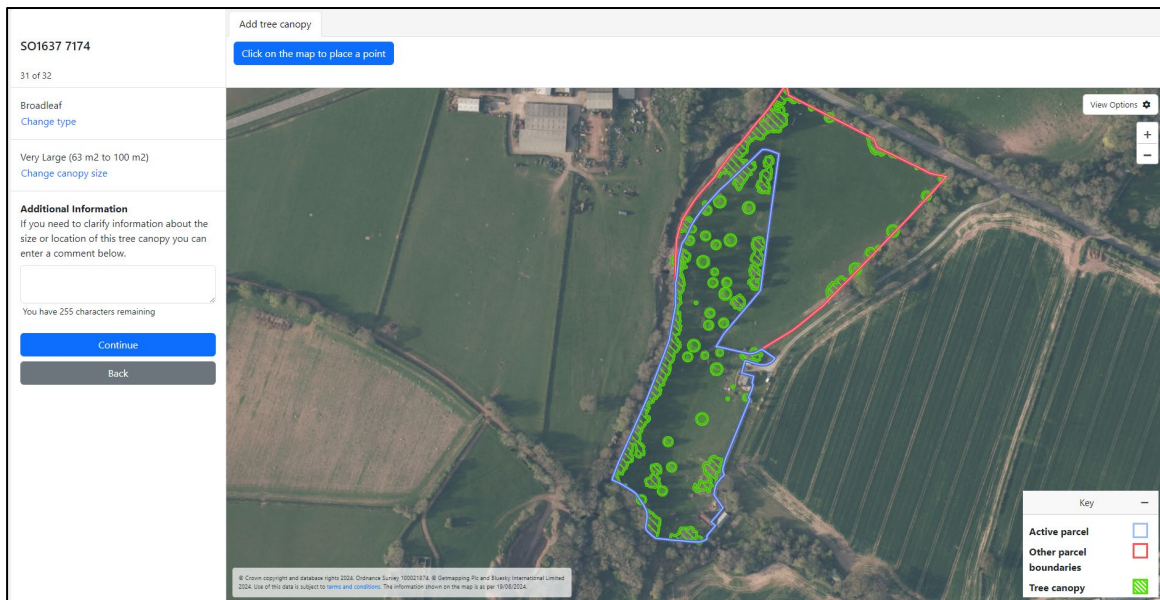 SO1637 7174
31 of 32
Broadleaf
Change type
Very Large (63 m2 to 100 m2)
Change canopy size
Additional Information
If you need to clarify information about the
size or location of this tree canopy you can
enter a comment below.
You have 255 characters remaining
Continue
Back
Add tree canopy
Click on the map to place a point
View Options
+
−
Key
−
Active parcel
Other parcel
boundaries
Tree canopy
© Crown copyright and database rights 2024. Ordnance Survey 100021874. © Getmapping Plc and Bluesky International Limited
2024. Use of this data is subject to terms and conditions. The information shown on the map is as per 19/08/2024.